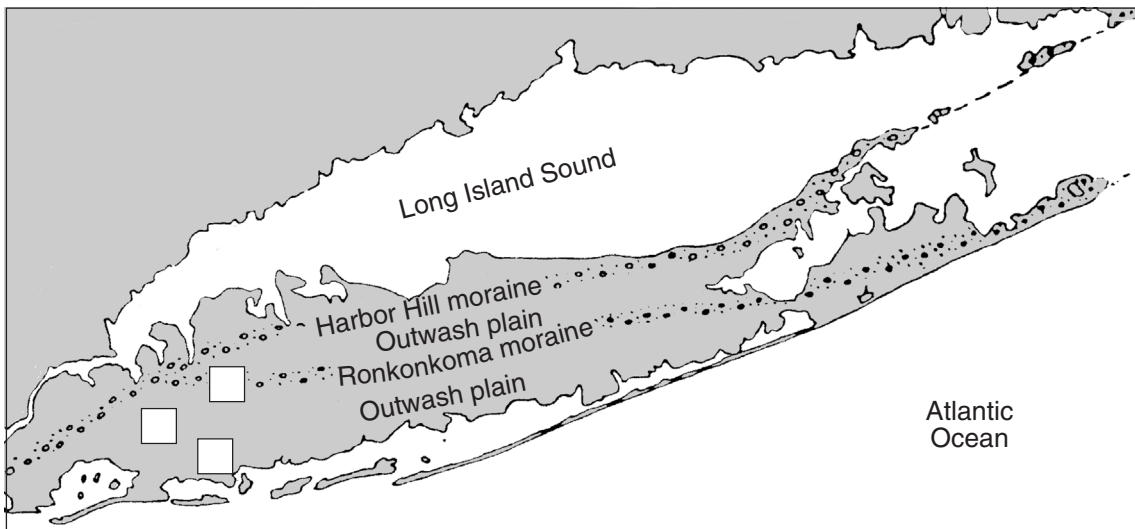 Long Island Sound
Harbor Hill moraine
Outwash plain
Ronkonkoma moraine
Outwash plain
Atlantic
Ocean